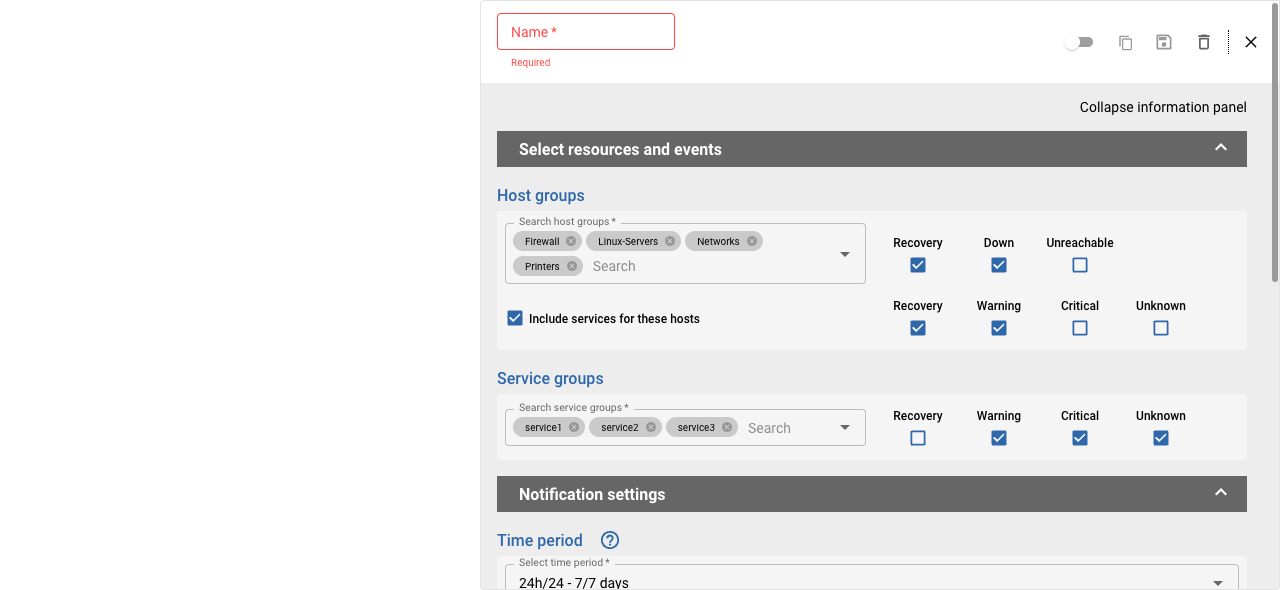 Name *
Required
Collapse information panel
Select resources and events
Host groups
Search host groups *
Firewall Linux-Servers Networks
Printers Search
Recovery Down Unreachable
Include services for these hosts
Recovery Warning Critical Unknown
Service groups
Search service groups *
service1 service2 service3 Search
Recovery Warning Critical Unknown
Notification settings
Time period ?
Select time period *
24h/24 - 7/7 days